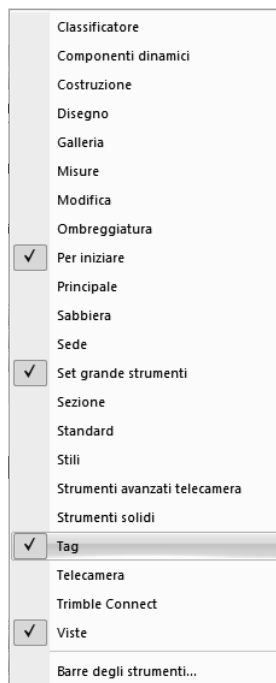 Classificatore
Componenti dinamici
Costruzione
Disegno
Galleria
Misure
Modifica
Ombreggiatura
Per iniziare
Principale
Sabbiera
Sede
Set grande strumenti
Sezione
Standard
Stili
Strumenti avanzati telecamera
Strumenti solidi
Tag
Telecamera
Trimble Connect
Viste
Barre degli strumenti...